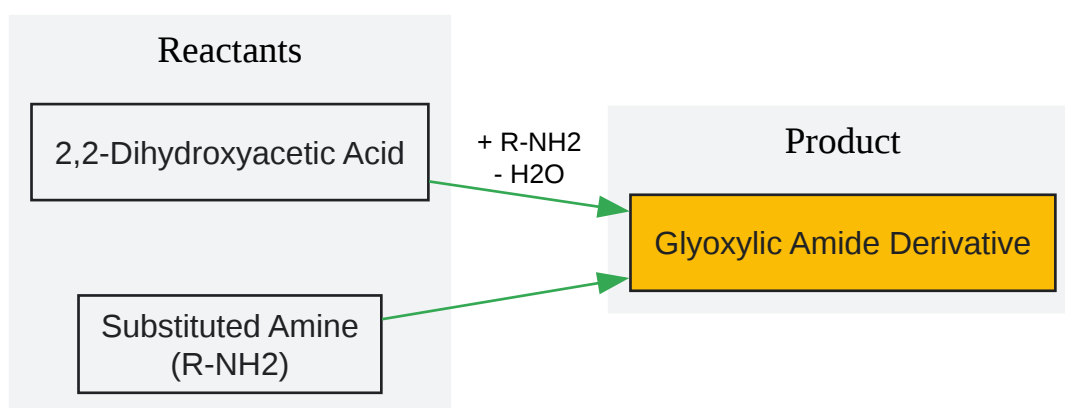 Reactants
2,2-Dihydroxyacetic Acid
+ R-NH2
- H2O
Product
Glyoxylic Amide Derivative
Substituted Amine
(R-NH2)